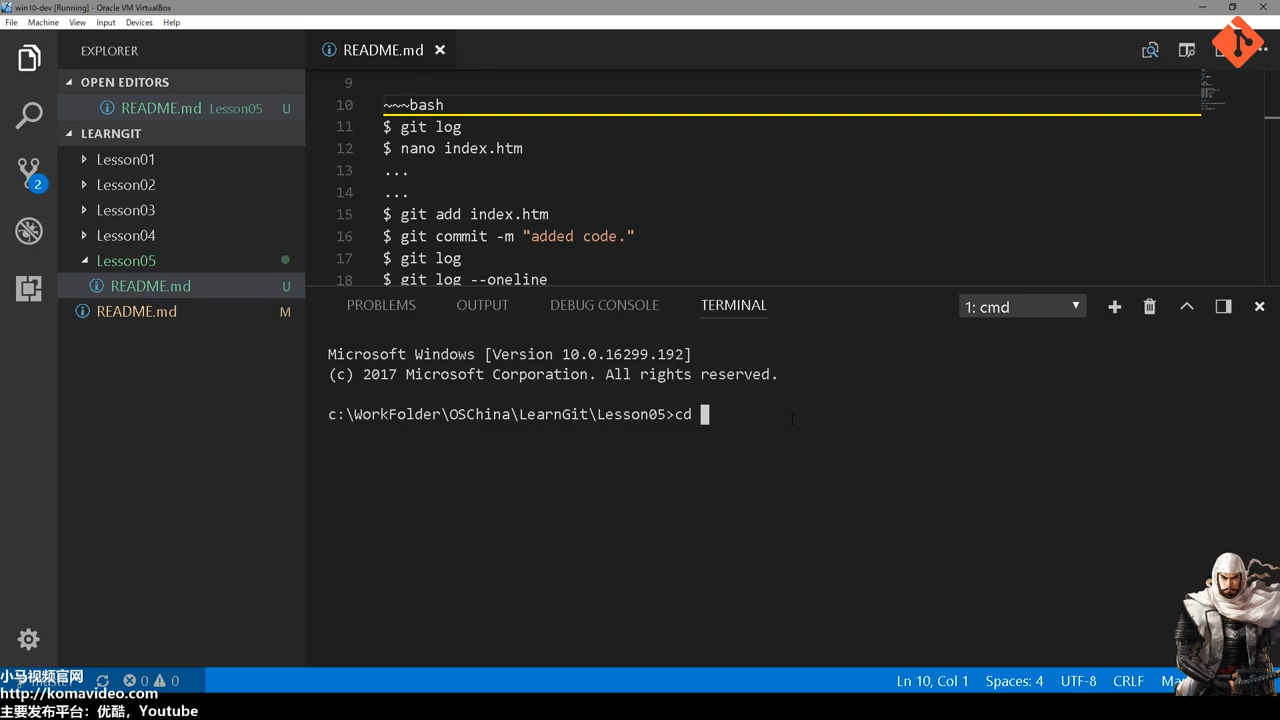 win10-dev [Running] - Oracle VM VirtualBox
File Machine View Input Devices Help
EXPLORER
OPEN EDITORS
README.md Lesson05 U
LEARNGIT
Lesson01
Lesson02
Lesson03
Lesson04
Lesson05
README.md U
README.md M
2
README.md
9
10 ~~~bash
11 $ git log
12 $ nano index.htm
13 ...
14 ...
15 $ git add index.htm
16 $ git commit -m "added code."
17 $ git log
18 $ git log --oneline
PROBLEMS OUTPUT DEBUG CONSOLE TERMINAL 1: cmd
Microsoft Windows [Version 10.0.16299.192]
(c) 2017 Microsoft Corporation. All rights reserved.
c:\WorkFolder\OSChina\LearnGit\Lesson05>cd
0 0 Ln 10, Col 1 Spaces: 4 UTF-8 CRLF
小马视频官网
http://komavideo.com
主要发布平台：优酷，Youtube